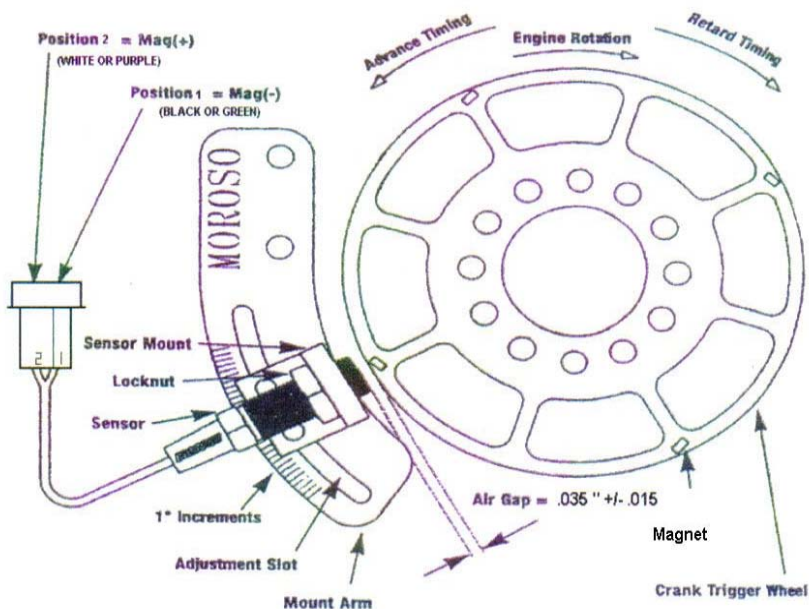 Position 2 = Mag(+)
(WHITE OR PURPLE)
Position 1 = Mag(-)
(BLACK OR GREEN)
Advance Timing
Engine Rotation
Retard Timing
MOROSO
2 1
Sensor Mount
Locknut
Sensor
1° Increments
Adjustment Slot
Mount Arm
Air Gap = .035 " +/- .015
Magnet
Crank Trigger Wheel